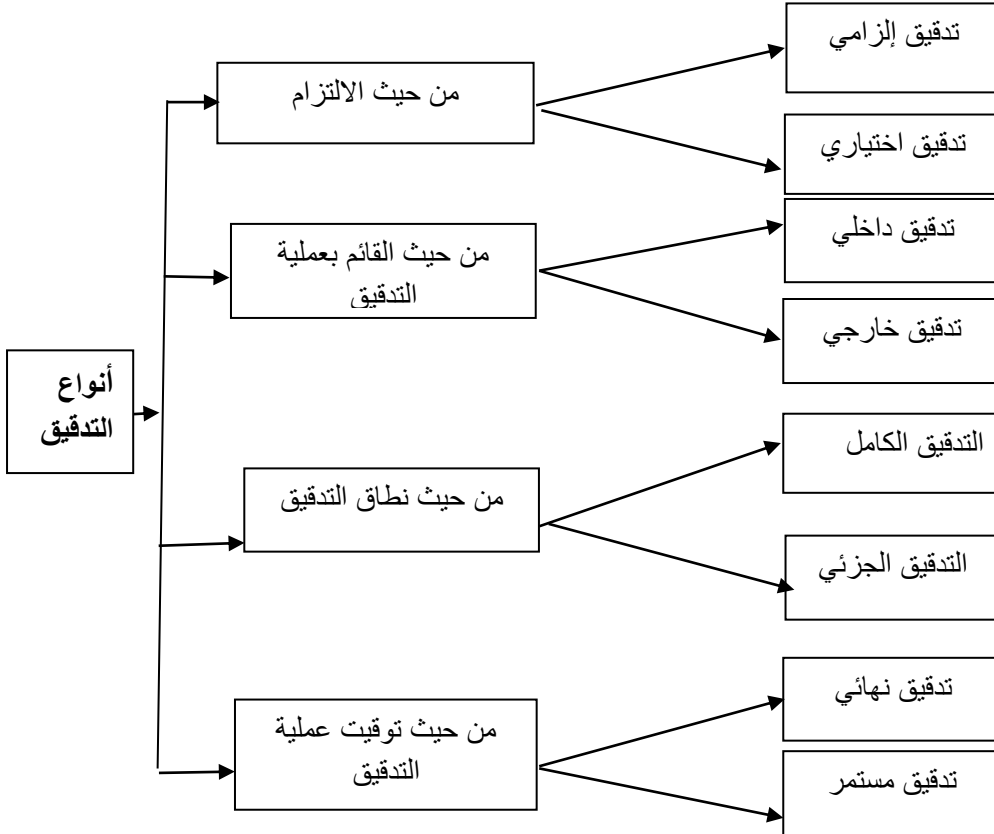 أنواع
التدقيق
من حيث الالتزام
تدقيق إلزامي
تدقيق اختياري
من حيث القائم بعملية
التدقيق
تدقيق داخلي
تدقيق خارجي
من حيث نطاق التدقيق
التدقيق الكامل
التدقيق الجزئي
من حيث توقيت عملية
التدقيق
تدقيق نهائي
تدقيق مستمر